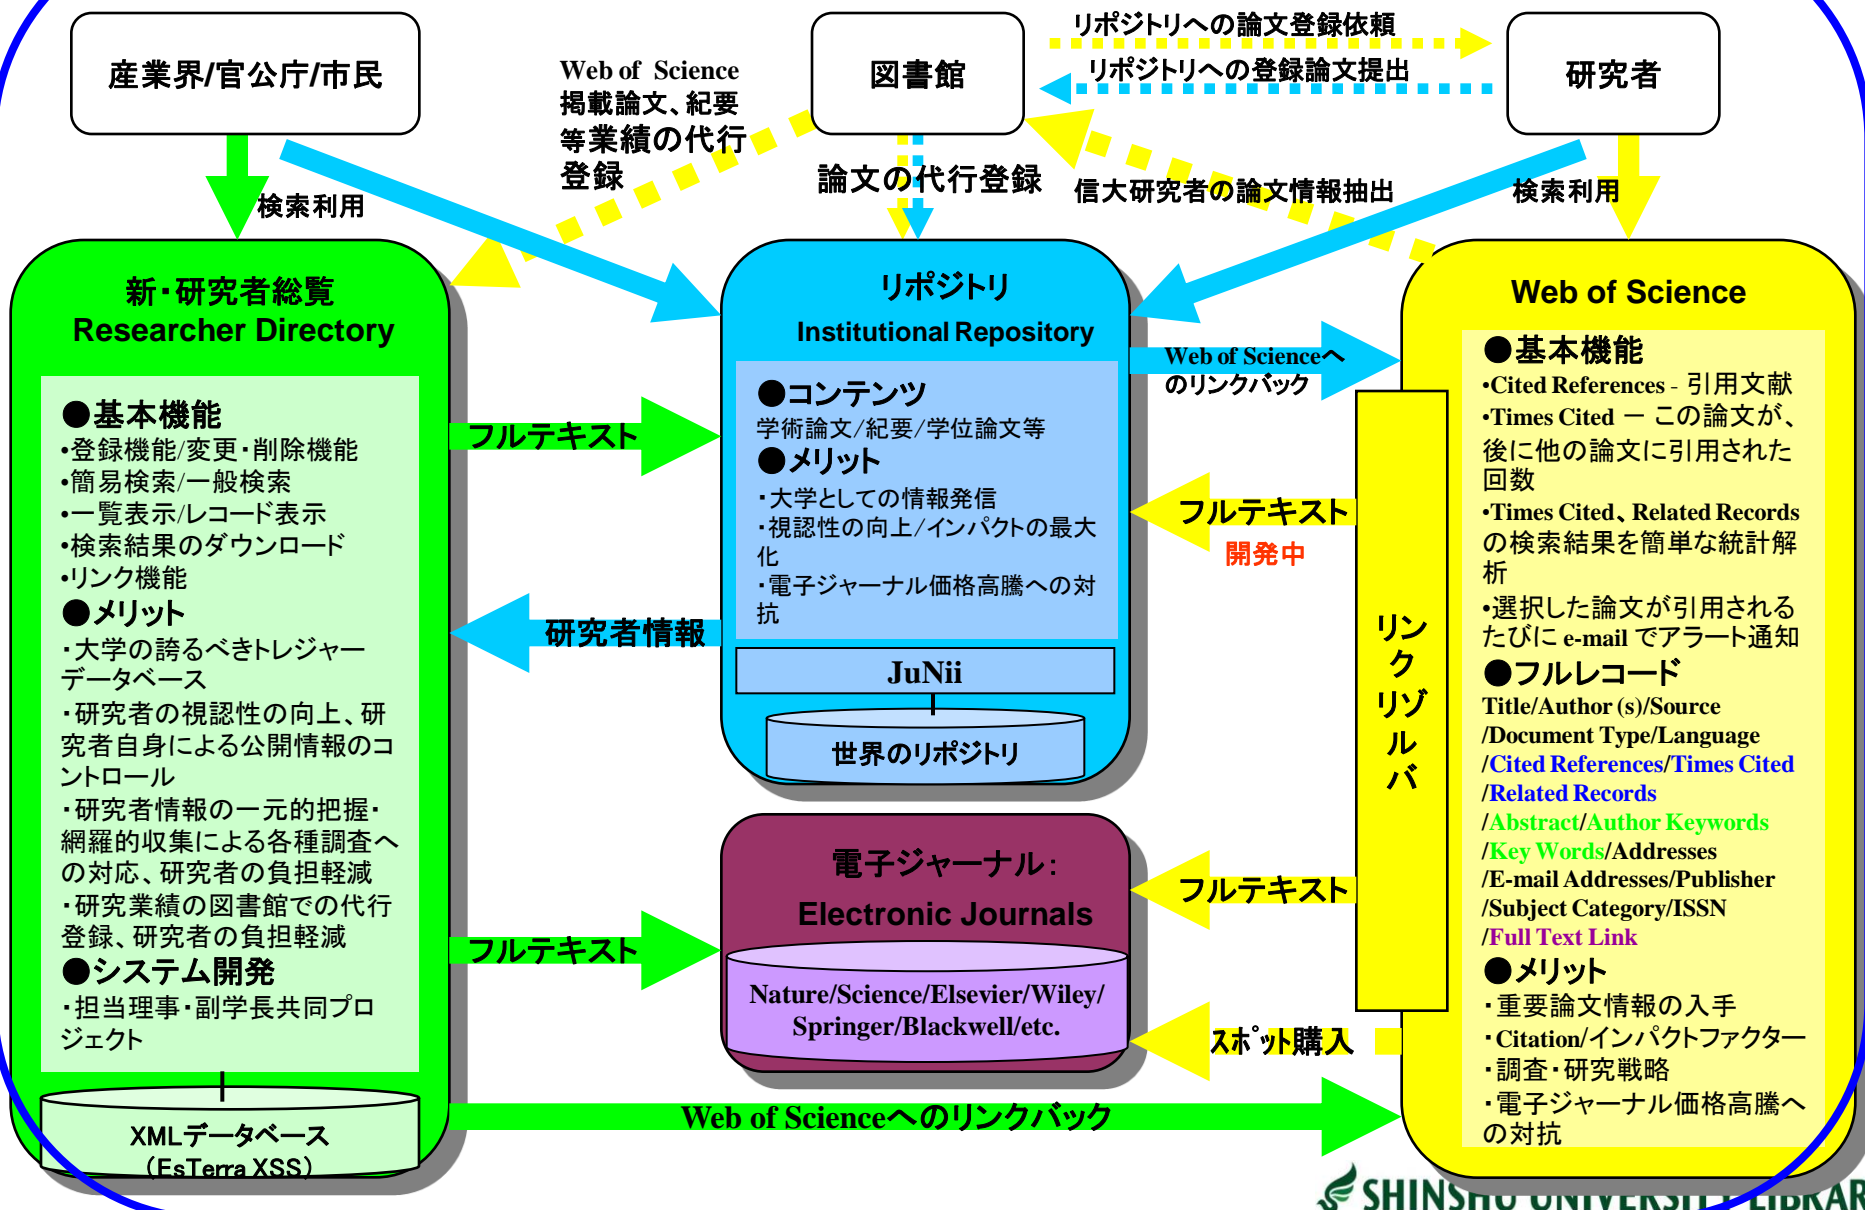 産業界/官公庁/市民
Web of Science
掲載論文、紀要
等業績の代行
登録
図書館
リポジトリへの論文登録依頼
リポジトリへの登録論文提出
研究者
検索利用
論文の代行登録
信大研究者の論文情報抽出
検索利用
新・研究者総覧
Researcher Directory
●基本機能
•登録機能/変更・削除機能
•簡易検索/一般検索
•一覧表示/レコード表示
•検索結果のダウンロード
•リンク機能
●メリット
・大学の誇るべきトレジャー
データベース
・研究者の視認性の向上、研
究者自身による公開情報のコ
ントロール
・研究者情報の一元的把握・
網羅的収集による各種調査へ
の対応、研究者の負担軽減
・研究業績の図書館での代行
登録、研究者の負担軽減
●システム開発
・担当理事・副学長共同プロ
ジェクト
XMLデータベース
(EsTerra XSS)
フルテキスト
研究者情報
フルテキスト
リポジトリ
Institutional Repository
●コンテンツ
学術論文/紀要/学位論文等
●メリット
・大学としての情報発信
・視認性の向上/インパクトの最大
化
・電子ジャーナル価格高騰への対
抗
JuNii
世界のリポジトリ
電子ジャーナル:
Electronic Journals
Nature/Science/Elsevier/Wiley/
Springer/Blackwell/etc.
Web of Scienceへ
のリンクバック
フルテキスト
開発中
フルテキスト
スポット購入
Web of Scienceへのリンクバック
リンクリゾルバ
Web of Science
●基本機能
•Cited References - 引用文献
•Times Cited － この論文が、
後に他の論文に引用された
回数
•Times Cited、Related Records
の検索結果を簡単な統計解
析
•選択した論文が引用される
たびに e-mail でアラート通知
●フルレコード
Title/Author (s)/Source
/Document Type/Language
/Cited References/Times Cited
/Related Records
/Abstract/Author Keywords
/Key Words/Addresses
/E-mail Addresses/Publisher
/Subject Category/ISSN
/Full Text Link
●メリット
・重要論文情報の入手
・Citation/インパクトファクター
・調査・研究戦略
・電子ジャーナル価格高騰へ
の対抗
SHINSHU UNIVERSITY LIBRAR